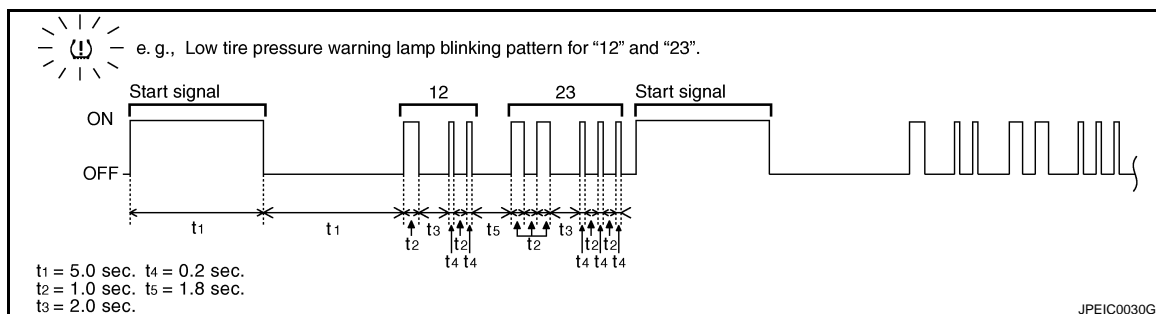 e. g., Low tire pressure warning lamp blinking pattern for “12” and “23”.
Start signal 12 23 Start signal
ON
OFF
t1 t1 t2 t3 t2 t5 t2 t3 t2 t2
t4 t4 t4 t4 t4
t1 = 5.0 sec. t4 = 0.2 sec.
t2 = 1.0 sec. t5 = 1.8 sec.
t3 = 2.0 sec.
JPEIC0030G